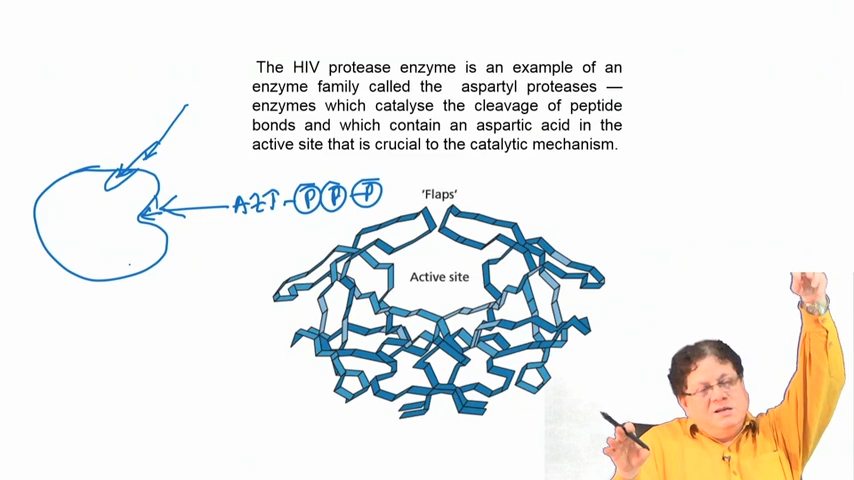 The HIV protease enzyme is an example of an
enzyme family called the aspartyl proteases —
enzymes which catalyse the cleavage of peptide
bonds and which contain an aspartic acid in the
active site that is crucial to the catalytic mechanism.
AZT-P P P
'Flaps'
Active site